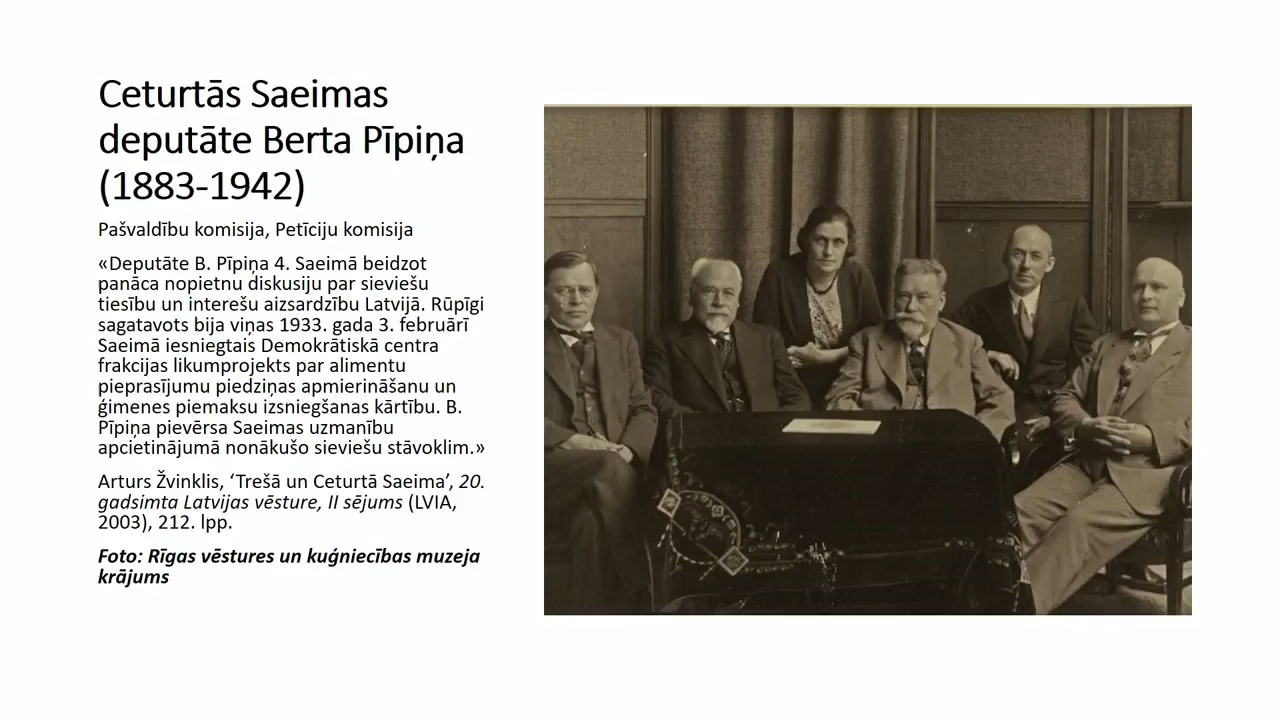 Ceturtās Saeimas
deputāte Berta Pīpiņa
(1883-1942)
Pašvaldību komisija, Petīciju komisija
«Deputāte B. Pīpiņa 4. Saeimā beidzot
panāca nopietnu diskusiju par sieviešu
tiesību un interešu aizsardzību Latvijā. Rūpīgi
sagatavots bija viņas 1933. gada 3. februārī
Saeimā iesniegtais Demokrātiskā centra
frakcijas likumprojekts par alimentu
pieprasījumu piedziņas apmierināšanu un
ģimenes piemaksu izsniegšanas kārtību. B.
Pīpiņa pievērsa Saeimas uzmanību
apcietinājumā nonākušo sieviešu stāvoklim.»
Arturs Žvinklis, ‘Trešā un Ceturtā Saeima’, 20.
gadsimta Latvijas vēsture, II sējums (LVIA,
2003), 212. lpp.
Foto: Rīgas vēstures un kuģniecības muzeja
krājums